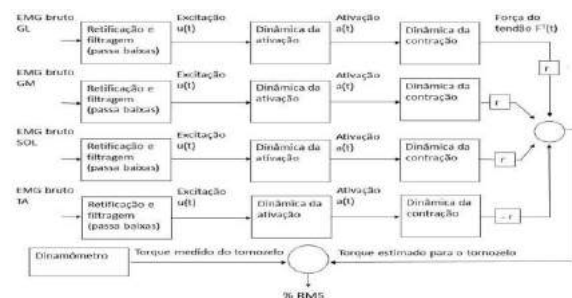 EMG bruto
GL
Retificação e
filtragem
(passa baixas)
Excitação
u(t)
Dinâmica da
ativação
Ativação
a(t)
Dinâmica da
contração
Força do
tendão Fᵀ(t)
r
EMG bruto
GM
Retificação e
filtragem
(passa baixas)
Excitação
u(t)
Dinâmica da
ativação
Ativação
a(t)
Dinâmica da
contração
r
EMG bruto
SOL
Retificação e
filtragem
(passa baixas)
Excitação
u(t)
Dinâmica da
ativação
Ativação
a(t)
Dinâmica da
contração
r
EMG bruto
TA
Retificação e
filtragem
(passa baixas)
Excitação
u(t)
Dinâmica da
ativação
Ativação
a(t)
Dinâmica da
contração
- r
Dinamômetro
Torque medido do tornozelo
Torque estimado para o tornozelo
% RMS